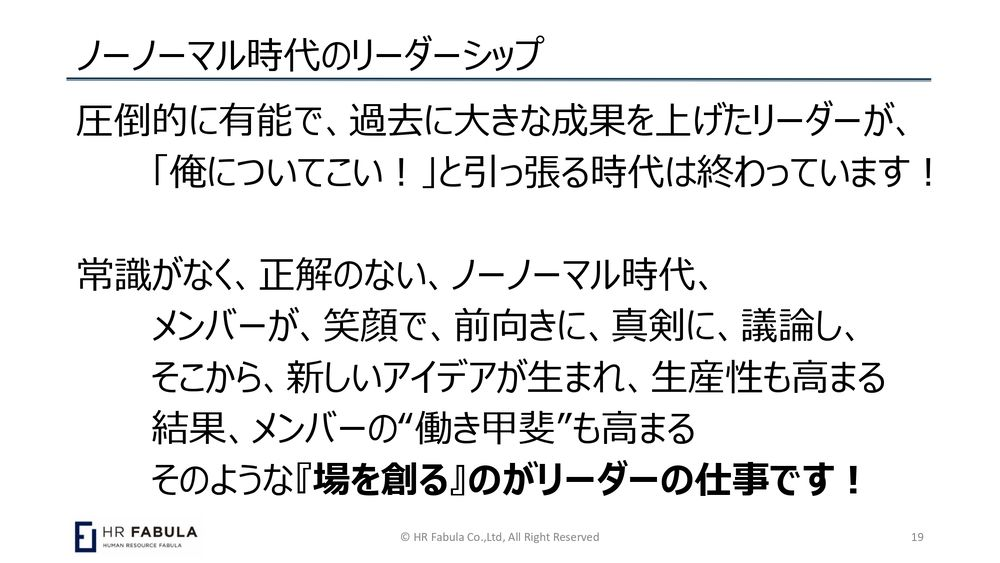 ノーノーマル時代のリーダーシップ
圧倒的に有能で、過去に大きな成果を上げたリーダーが、
「俺についてこい！」と引っ張る時代は終わっています！
常識がなく、正解のない、ノーノーマル時代、
メンバーが、笑顔で、前向きに、真剣に、議論し、
そこから、新しいアイデアが生まれ、生産性も高まる
結果、メンバーの“働き甲斐”も高まる
そのような『場を創る』のがリーダーの仕事です！
HR FABULA
HUMAN RESOURCE FABULA
© HR Fabula Co.,Ltd, All Right Reserved
19